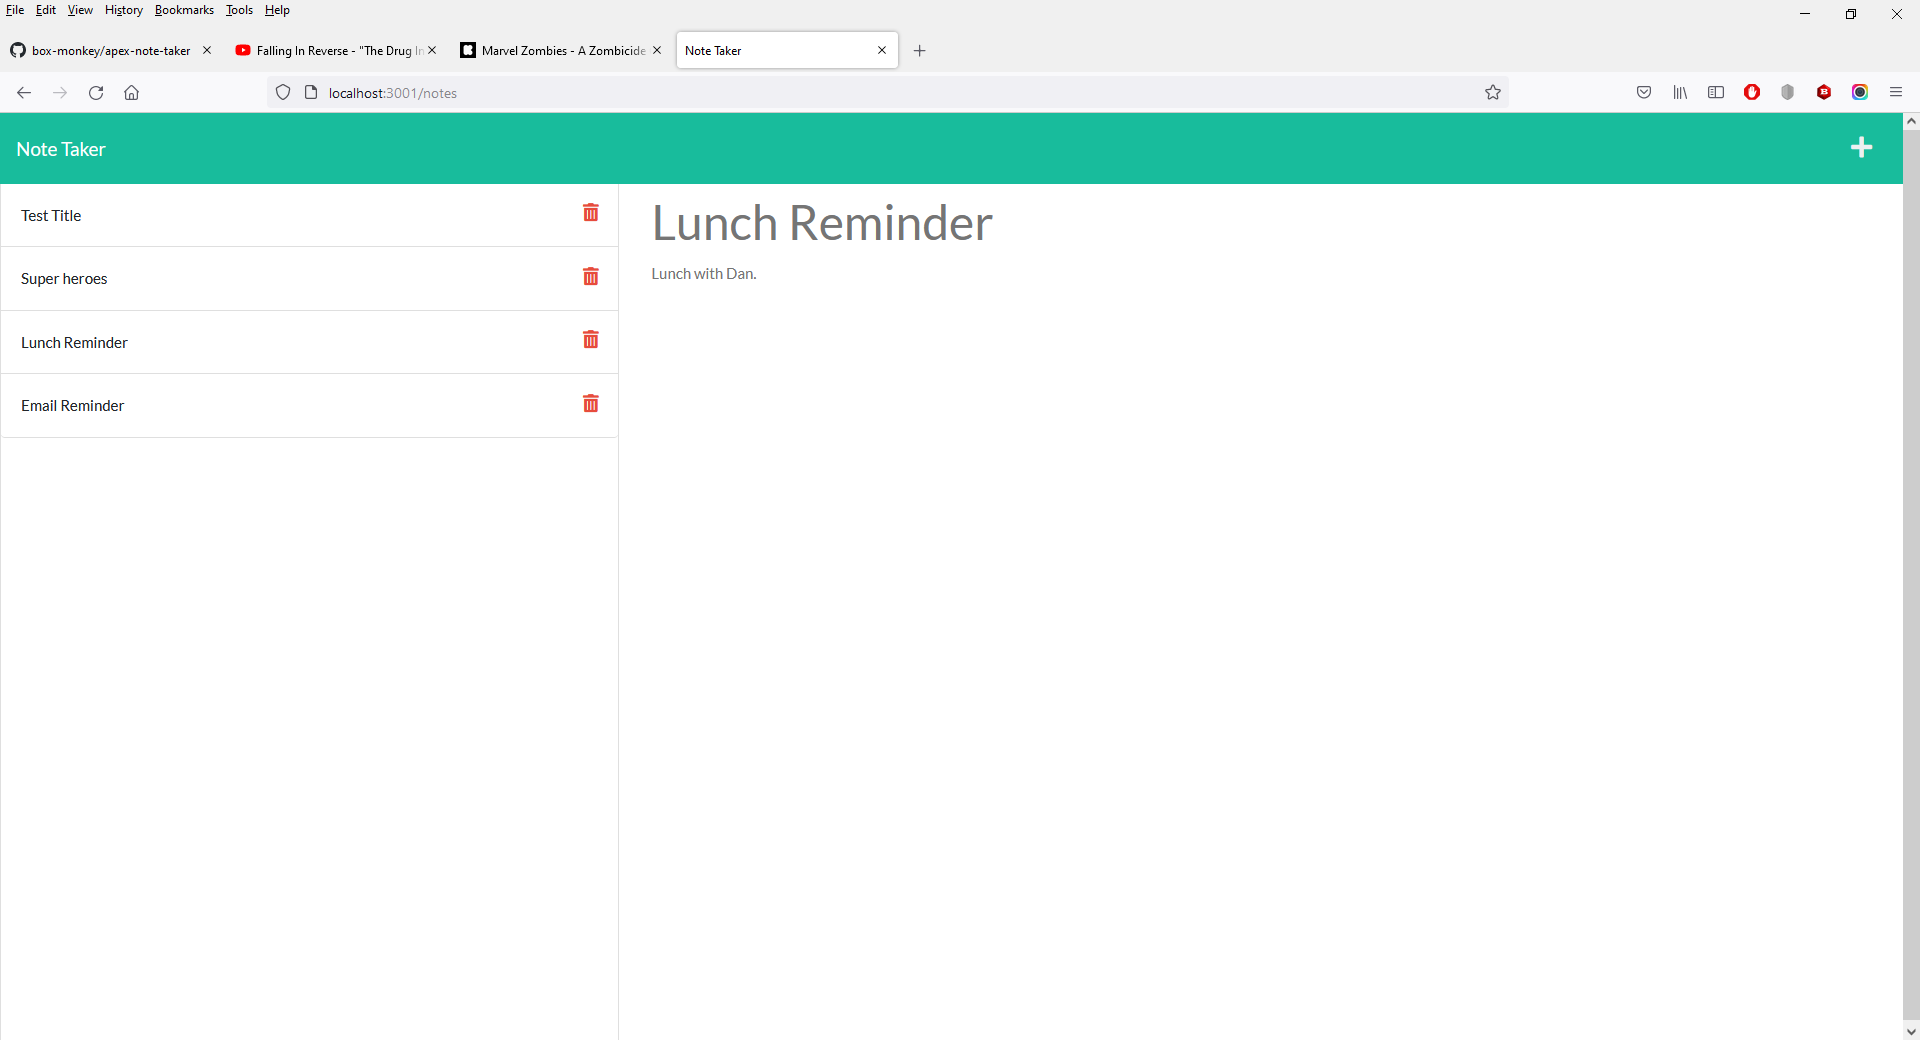 File Edit View History Bookmarks Tools Help
box-monkey/apex-note-taker
Falling In Reverse - "The Drug In
Marvel Zombies - A Zombicide
Note Taker
localhost:3001/notes
Note Taker
Test Title
Super heroes
Lunch Reminder
Email Reminder
Lunch Reminder
Lunch with Dan.